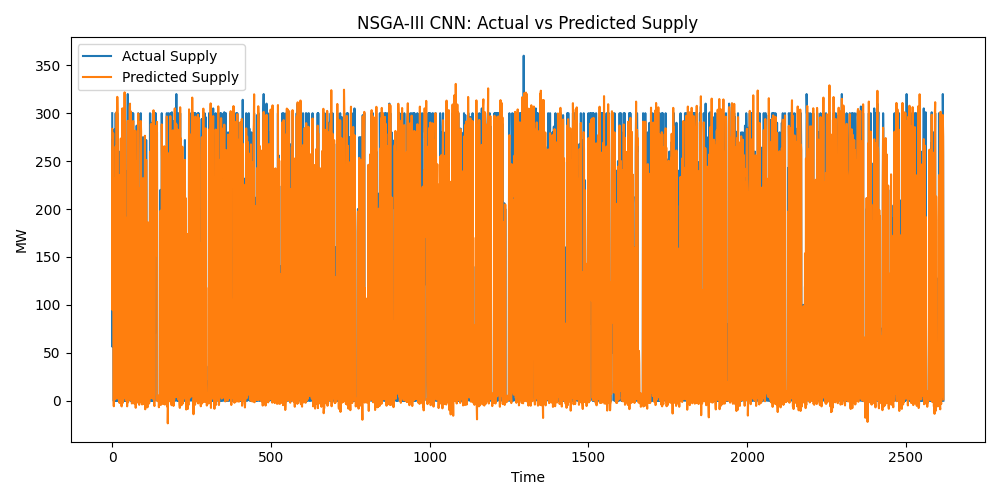 NSGA-III CNN: Actual vs Predicted Supply
Actual Supply
Predicted Supply
MW
350
300
250
200
150
100
50
0
0 500 1000 1500 2000 2500
Time